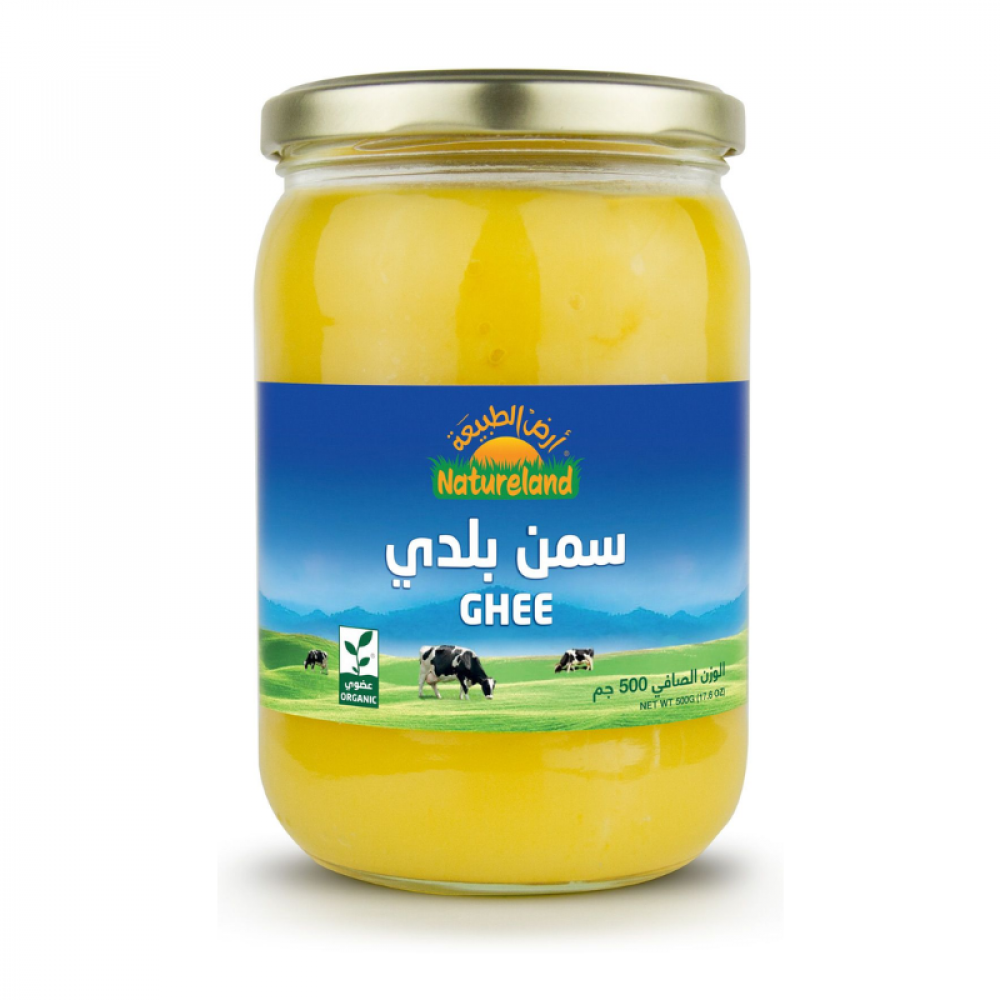 أرض الطبيعة
®
Natureland
سمن بلدي
GHEE
عضوي
ORGANIC
الوزن الصافي 500 جم
NET WT 500G (17.6 OZ)